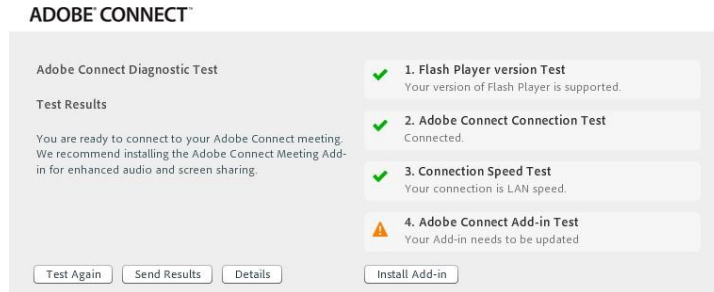 ADOBE® CONNECT™
Adobe Connect Diagnostic Test
Test Results
You are ready to connect to your Adobe Connect meeting.
We recommend installing the Adobe Connect Meeting Add-
in for enhanced audio and screen sharing.
1. Flash Player version Test
Your version of Flash Player is supported.
2. Adobe Connect Connection Test
Connected.
3. Connection Speed Test
Your connection is LAN speed.
4. Adobe Connect Add-in Test
Your Add-in needs to be updated
Test Again
Send Results
Details
Install Add-in